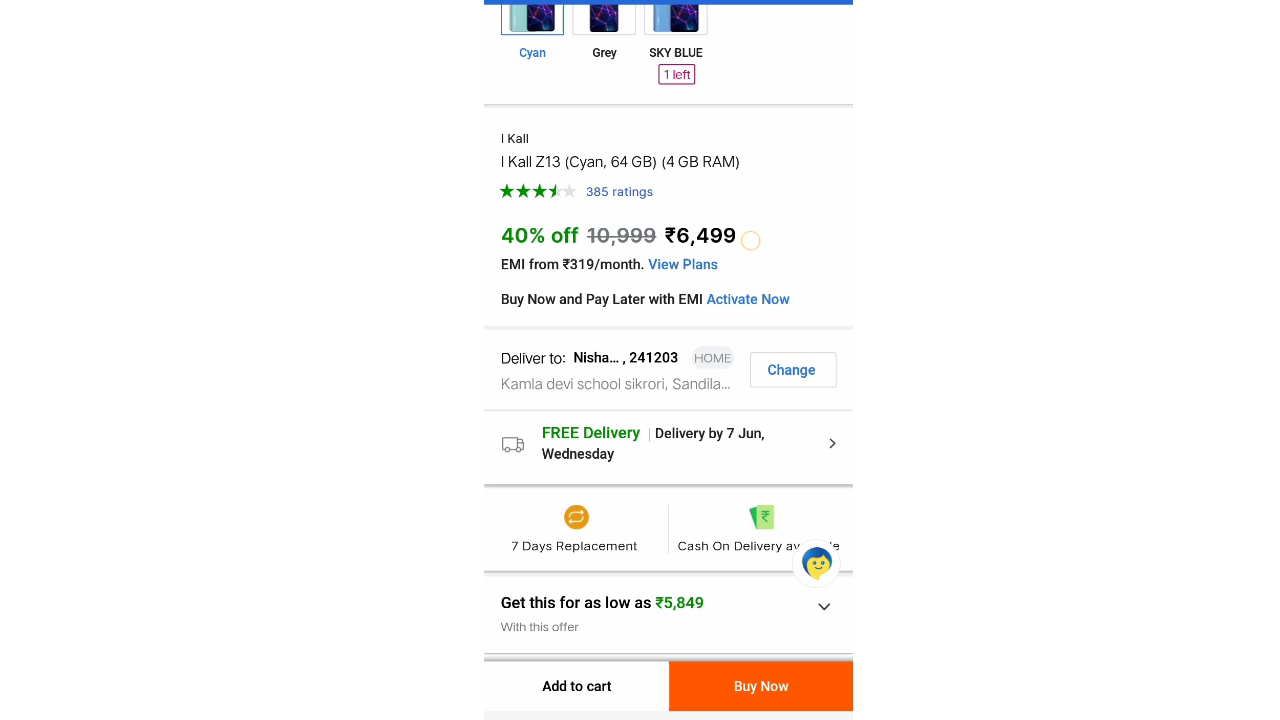 Cyan
Grey
SKY BLUE
1 left
I Kall
I Kall Z13 (Cyan, 64 GB) (4 GB RAM)
385 ratings
40% off 10,999 ₹6,499
EMI from ₹319/month. View Plans
Buy Now and Pay Later with EMI Activate Now
Deliver to: Nisha... , 241203 HOME
Change
Kamla devi school sikrori, Sandila...
FREE Delivery | Delivery by 7 Jun,
Wednesday
7 Days Replacement
Cash On Delivery
Get this for as low as ₹5,849
With this offer
Add to cart
Buy Now